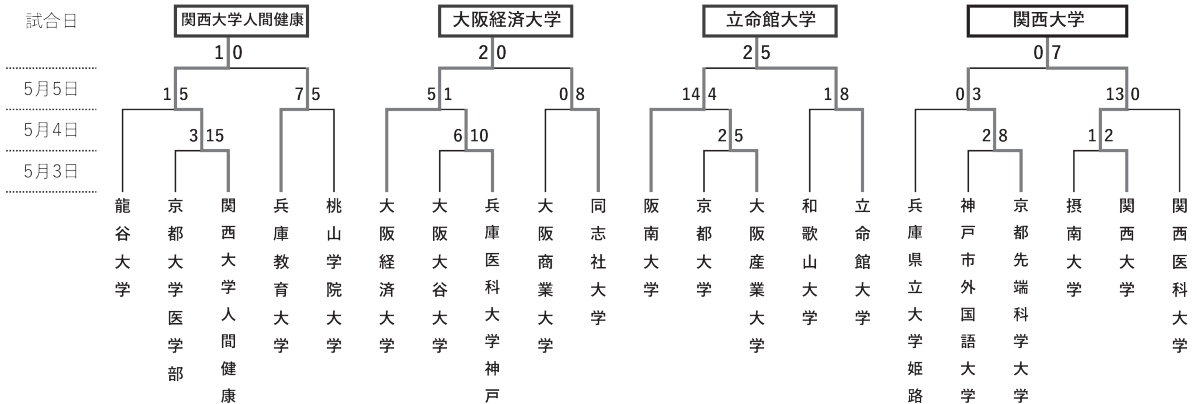 試合日
関西大学人間健康
大阪経済大学
立命館大学
関西大学
1 0
2 0
2 5
0 7
5月5日
1 5
7 5
5 1
0 8
14 4
1 8
0 3
13 0
5月4日
3 15
6 10
2 5
2 8
1 2
5月3日
龍谷大学
京都大学医学部
関西大学人間健康
兵庫教育大学
桃山学院大学
大阪経済大学
大阪大谷大学
兵庫医科大学神戸
大阪商業大学
同志社大学
阪南大学
京都大学
大阪産業大学
和歌山大学
立命館大学
兵庫県立大学姫路
神戸市外国語大学
京都先端科学大学
摂南大学
関西大学
関西医科大学